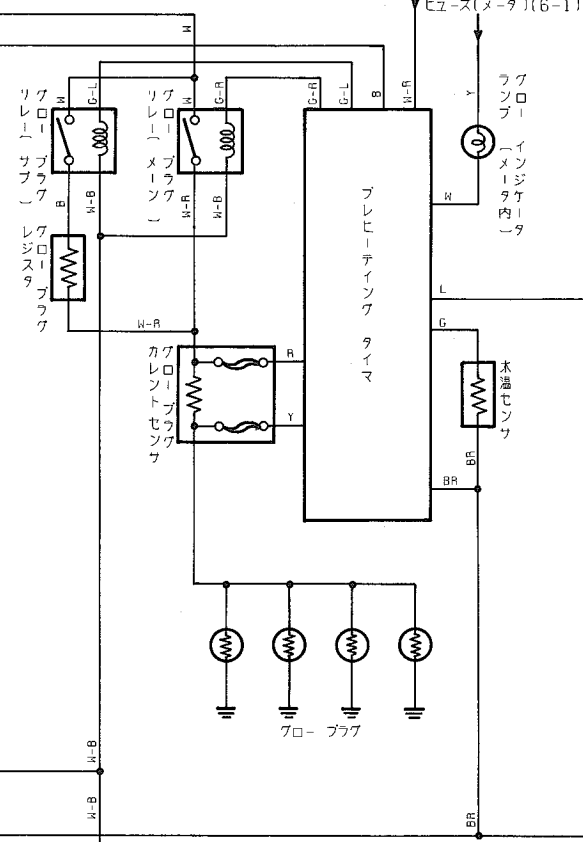 ヒューズ(メータ)(6-1)
W
W
G-L
W
G-R
G-R
G-L
B
W-R
Y
グロー プラグ
リレー(サブ)
グロー プラグ
リレー(メーン)
グロー インジケータ
ランプ (メータ内)
B
W-B
W-R
W-B
W
プレヒーティング タイマ
グロー プラグ
レジスタ
L
G
W-R
グロー プラグ
カレントセンサ
R
Y
水温センサ
BR
BR
グロー プラグ
W-B
W-B
BR